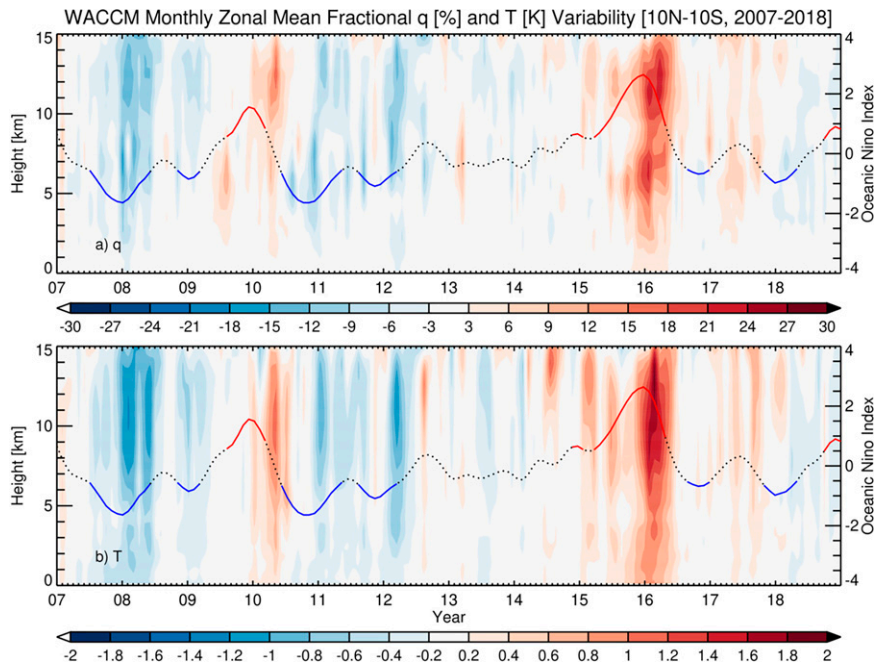 WACCM Monthly Zonal Mean Fractional q [%] and T [K] Variability [10N-10S, 2007-2018]
15
10
5
0
Height [km]
a) q
4
2
0
-2
-4
Oceanic Nino Index
07 08 09 10 11 12 13 14 15 16 17 18
-30 -27 -24 -21 -18 -15 -12 -9 -6 -3 3 6 9 12 15 18 21 24 27 30
15
10
5
0
Height [km]
b) T
4
2
0
-2
-4
Oceanic Nino Index
07 08 09 10 11 12 13 14 15 16 17 18
Year
-2 -1.8 -1.6 -1.4 -1.2 -1 -0.8 -0.6 -0.4 -0.2 0.2 0.4 0.6 0.8 1 1.2 1.4 1.6 1.8 2